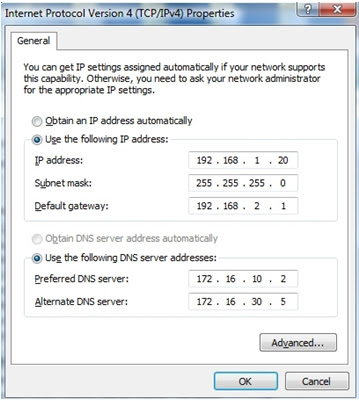 Internet Protocol Version 4 (TCP/IPv4) Properties
General
You can get IP settings assigned automatically if your network supports
this capability. Otherwise, you need to ask your network administrator
for the appropriate IP settings.
Obtain an IP address automatically
Use the following IP address:
IP address: 192 . 168 . 1 . 20
Subnet mask: 255 . 255 . 255 . 0
Default gateway: 192 . 168 . 2 . 1
Obtain DNS server address automatically
Use the following DNS server addresses:
Preferred DNS server: 172 . 16 . 10 . 2
Alternate DNS server: 172 . 16 . 30 . 5
Advanced...
OK Cancel